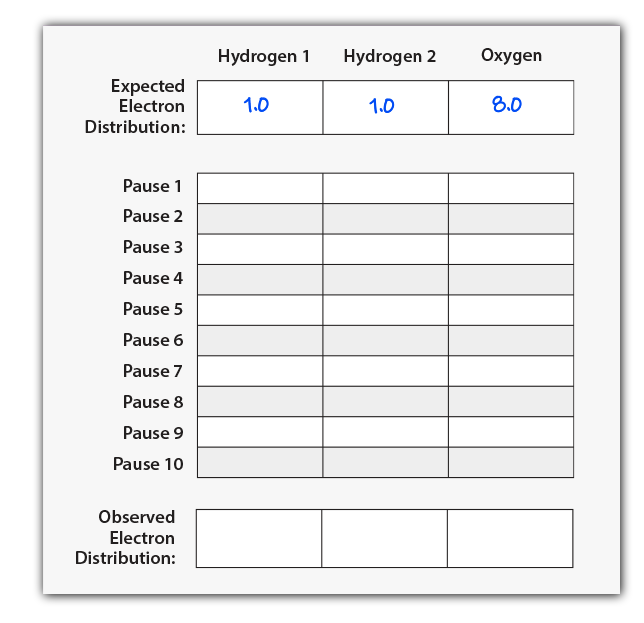 Hydrogen 1 Hydrogen 2 Oxygen
Expected
Electron
Distribution:
1.0 1.0 8.0
Pause 1
Pause 2
Pause 3
Pause 4
Pause 5
Pause 6
Pause 7
Pause 8
Pause 9
Pause 10
Observed
Electron
Distribution: